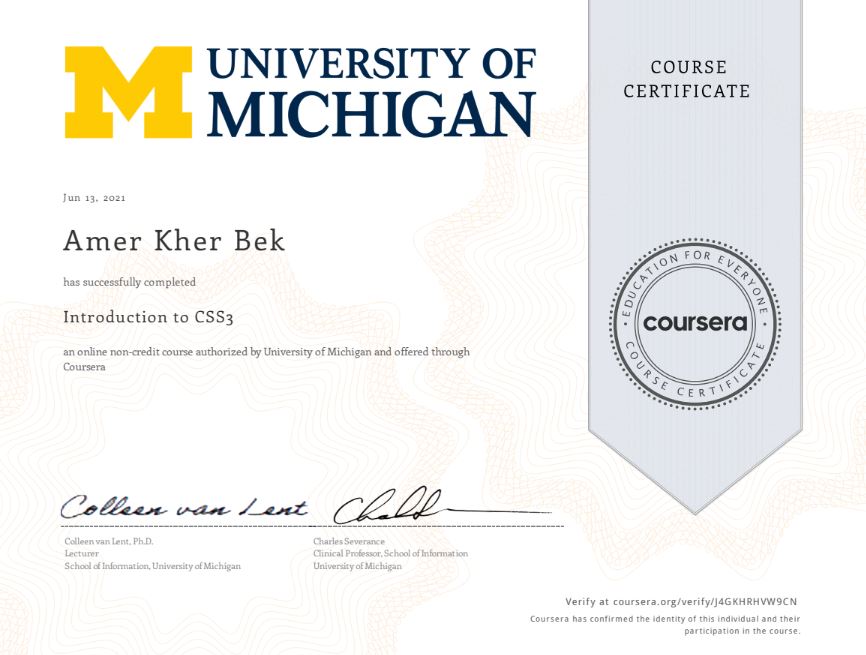 M
UNIVERSITY OF
MICHIGAN
COURSE
CERTIFICATE
Jun 13, 2021
Amer Kher Bek
has successfully completed
Introduction to CSS3
an online non-credit course authorized by University of Michigan and offered through
Coursera
EDUCATION FOR EVERYONE
coursera
COURSE CERTIFICATE
Colleen van Lent
Colleen van Lent, Ph.D.
Lecturer
School of Information, University of Michigan
Charles Severance
Clinical Professor, School of Information
University of Michigan
Verify at coursera.org/verify/J4GKHRHVW9CN
Coursera has confirmed the identity of this individual and their
participation in the course.